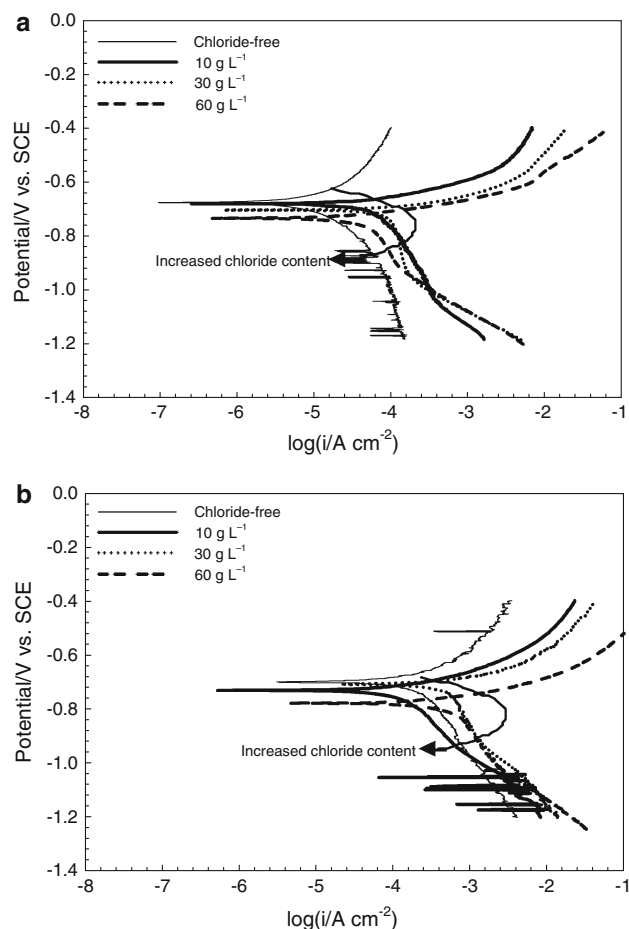 a
0.0
Chloride-free
10 g L⁻¹
30 g L⁻¹
60 g L⁻¹
-0.2
-0.4
-0.6
-0.8
-1.0
-1.2
-1.4
Potential/V vs. SCE
Increased chloride content
-8 -7 -6 -5 -4 -3 -2 -1
log(i/A cm⁻²)
b
0.0
Chloride-free
10 g L⁻¹
30 g L⁻¹
60 g L⁻¹
-0.2
-0.4
-0.6
-0.8
-1.0
-1.2
-1.4
Potential/V vs. SCE
Increased chloride content
-8 -7 -6 -5 -4 -3 -2 -1
log(i/A cm⁻²)